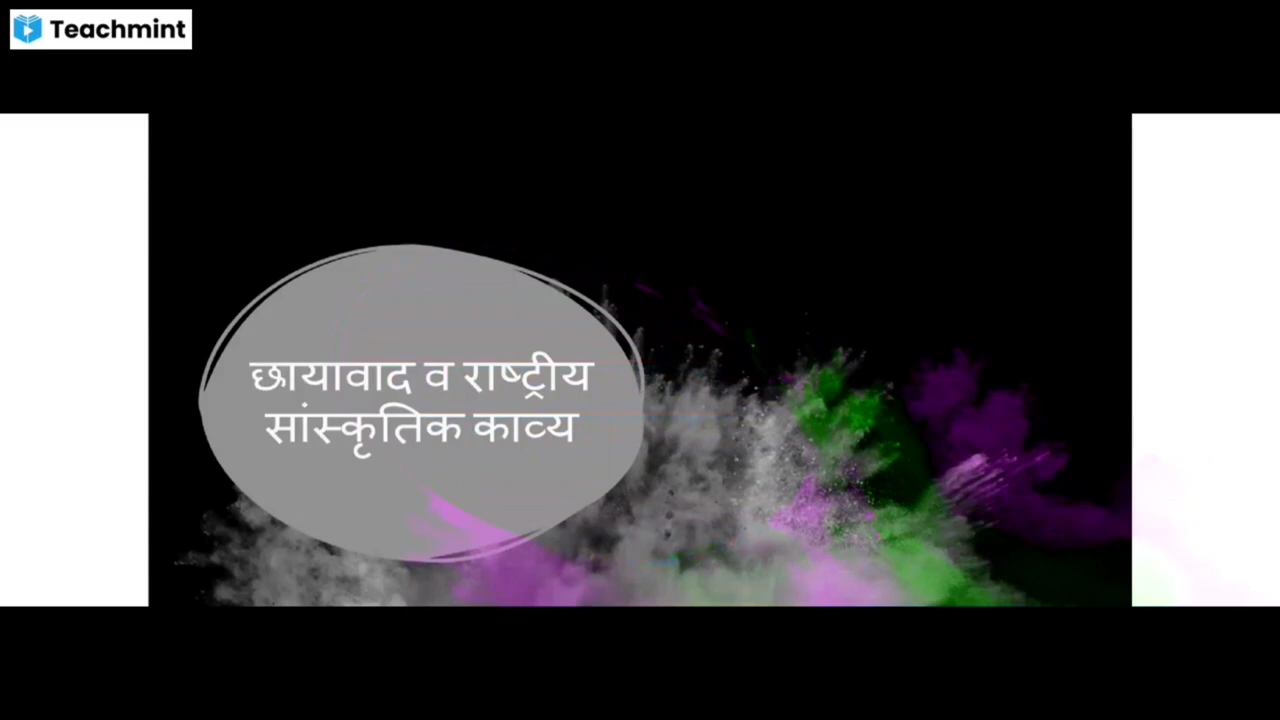 Teachmint
छायावाद व राष्ट्रीय
सांस्कृतिक काव्य